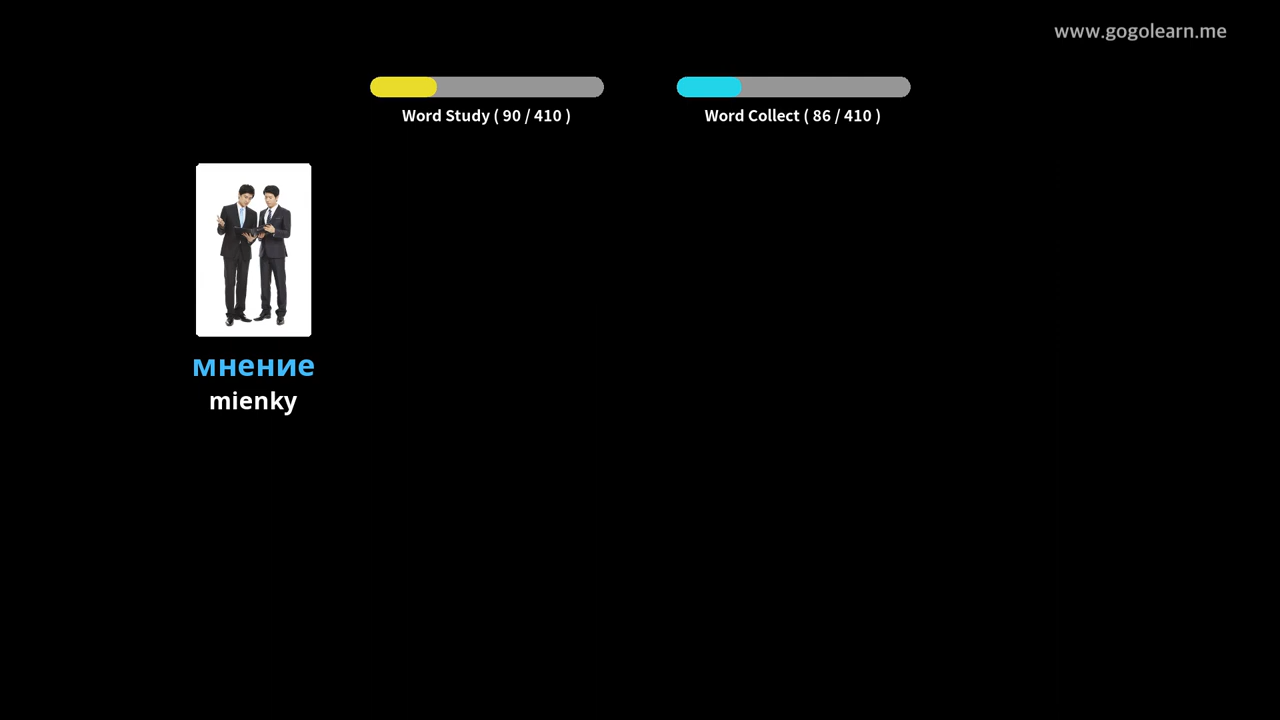 www.gogolearn.me
Word Study ( 90 / 410 )
Word Collect ( 86 / 410 )
мнение
mienky